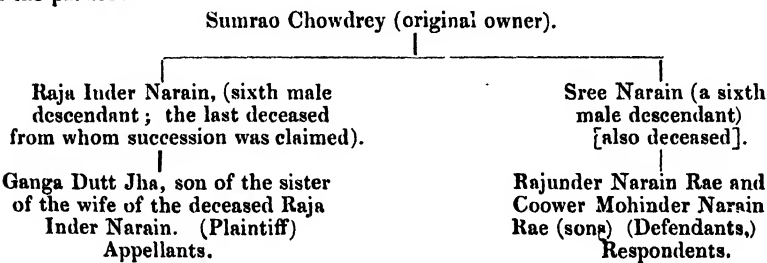 Sumrao Chowdrey (original owner).
Raja Inder Narain, (sixth male
descendant; the last deceased
from whom succession was claimed).
Sree Narain (a sixth
male descendant)
[also deceased].
Ganga Dutt Jha, son of the sister
of the wife of the deceased Raja
Inder Narain. (Plaintiff)
Appellants.
Rajunder Narain Rae and
Coower Mohinder Narain
Rae (sons) (Defendants,)
Respondents.